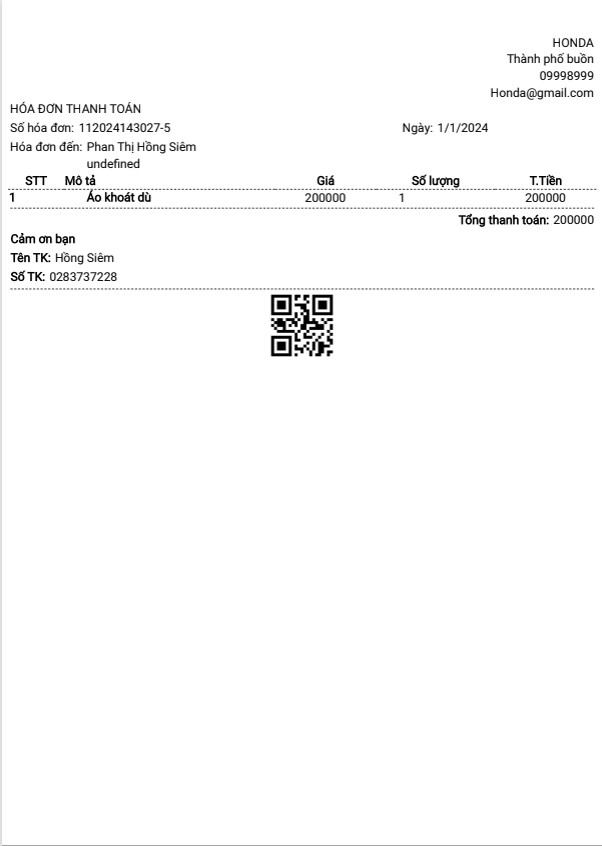 HONDA
Thành phố buồn
09998999
Honda@gmail.com
HÓA ĐƠN THANH TOÁN
Số hóa đơn: 112024143027-5 Ngày: 1/1/2024
Hóa đơn đến: Phan Thị Hồng Siêm
undefined
STT Mô tả Giá Số lượng T.Tiền
1 Áo khoát dù 200000 1 200000
Tổng thanh toán: 200000
Cảm ơn bạn
Tên TK: Hồng Siêm
Số TK: 0283737228